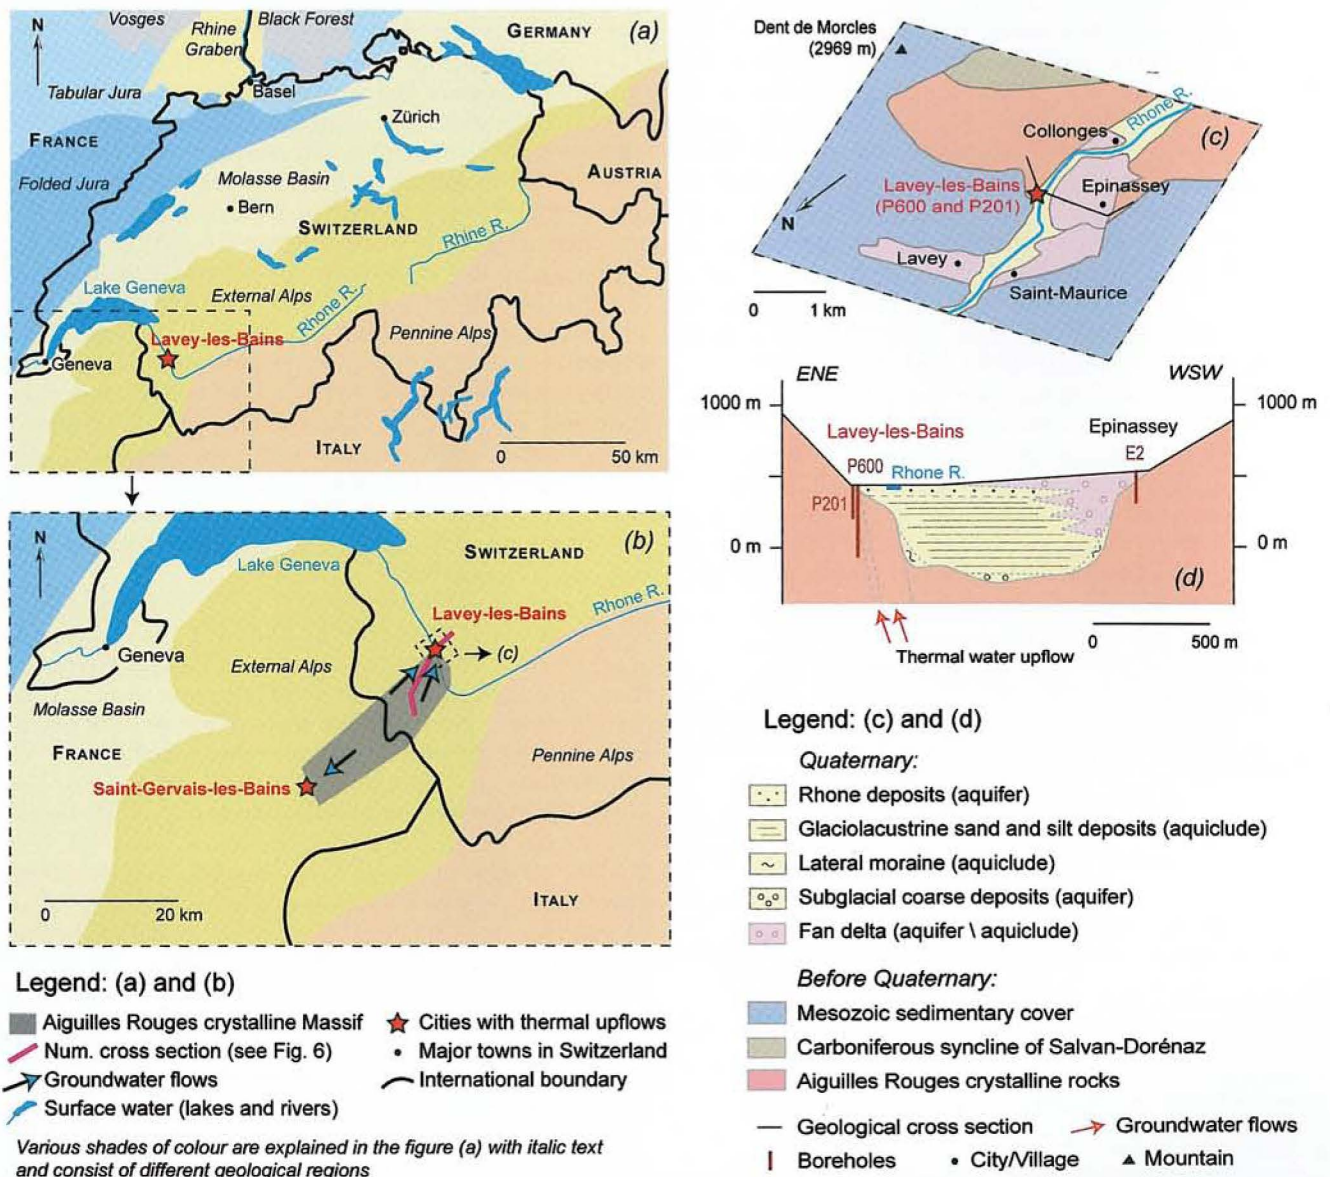 Vosges
Black Forest
Rhine
Graben
GERMANY
(a)
N
Tabular Jura
Basel
Zürich
FRANCE
AUSTRIA
Folded Jura
Molasse Basin
Bern
SWITZERLAND
Rhine R.
Lake Geneva
External Alps
Rhone R.
Lavey-les-Bains
Pennine Alps
Geneva
ITALY
0 50 km
N
(b)
SWITZERLAND
Lake Geneva
Rhone R.
Lavey-les-Bains
(c)
Geneva
External Alps
Molasse Basin
FRANCE
Pennine Alps
Saint-Gervais-les-Bains
ITALY
0 20 km
Legend: (a) and (b)
Aiguilles Rouges crystalline Massif
Cities with thermal upflows
Num. cross section (see Fig. 6)
Major towns in Switzerland
Groundwater flows
International boundary
Surface water (lakes and rivers)
Various shades of colour are explained in the figure (a) with italic text
and consist of different geological regions
Dent de Morcles
(2969 m)
Rhone R.
Collonges
(c)
Lavey-les-Bains
(P600 and P201)
Epinassey
N
Lavey
Saint-Maurice
0 1 km
ENE WSW
1000 m 1000 m
Lavey-les-Bains
Epinassey
P600
Rhone R.
E2
P201
0 m 0 m
(d)
0 500 m
Thermal water upflow
Legend: (c) and (d)
Quaternary:
Rhone deposits (aquifer)
Glaciolacustrine sand and silt deposits (aquiclude)
Lateral moraine (aquiclude)
Subglacial coarse deposits (aquifer)
Fan delta (aquifer \ aquiclude)
Before Quaternary:
Mesozoic sedimentary cover
Carboniferous syncline of Salvan-Dorénaz
Aiguilles Rouges crystalline rocks
Geological cross section
Groundwater flows
Boreholes
City/Village
Mountain